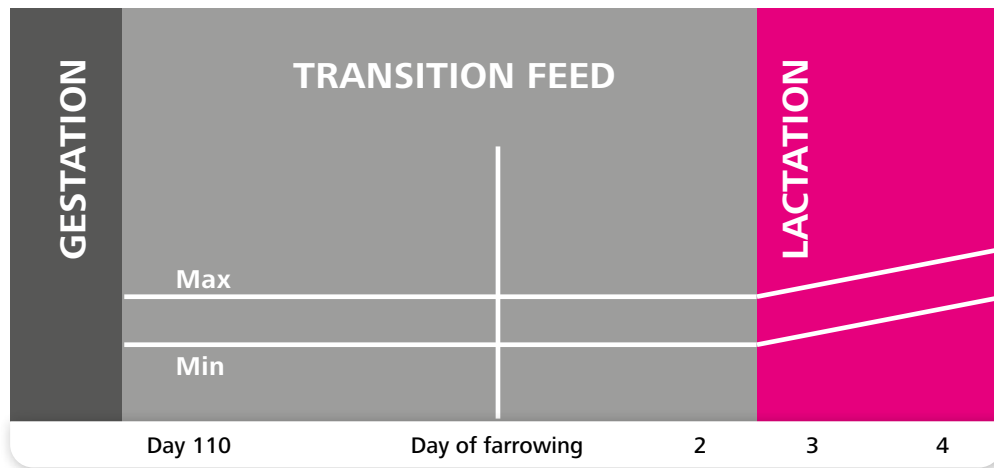 GESTATION
TRANSITION FEED
LACTATION
Max
Min
Day 110 Day of farrowing 2 3 4